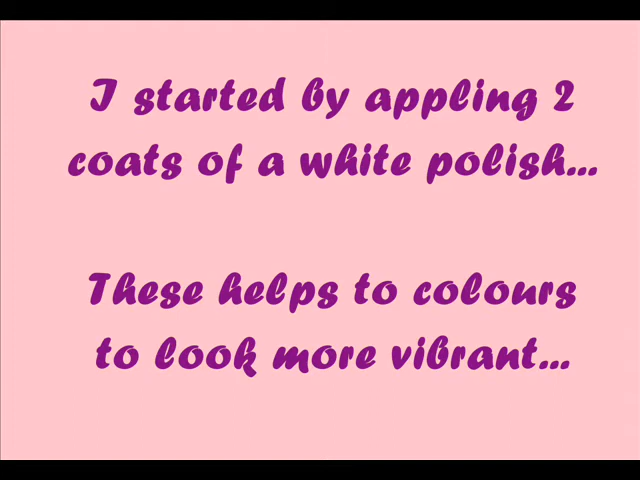 I started by appling 2
coats of a white polish...
These helps to colours
to look more vibrant...